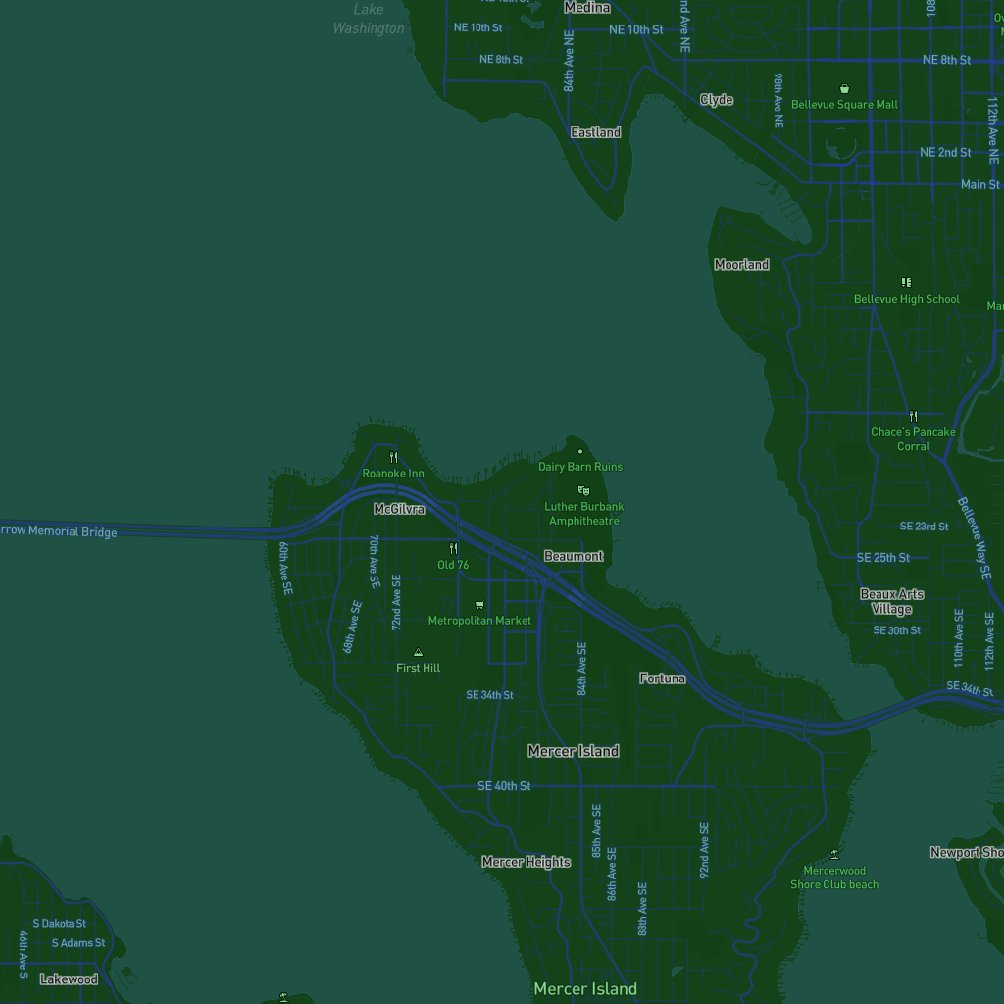 Lake
Washington
Medina
NE 10th St
NE 10th St
84th Ave NE
nd Ave NE
108
NE 8th St
NE 8th St
Clyde
90th Ave NE
Bellevue Square Mall
112th Ave NE
Eastland
NE 2nd St
Main St
Moorland
Bellevue High School
Chace's Pancake
Corral
Roanoke Inn
Dairy Barn Ruins
McGilvra
Luther Burbank
Amphitheatre
rrow Memorial Bridge
Bellevue Way SE
SE 23rd St
Beaumont
SE 25th St
60th Ave SE
70th Ave SE
Old 76
72nd Ave SE
Beaux Arts
Village
Metropolitan Market
68th Ave SE
SE 30th St
110th Ave SE
112th Ave SE
First Hill
84th Ave SE
Fortuna
SE 34th St
SE 34th St
Mercer Island
SE 40th St
85th Ave SE
92nd Ave SE
Newport Sho
Mercer Heights
86th Ave SE
Mercerwood
Shore Club beach
88th Ave SE
S Dakota St
S Adams St
46th Ave S
Lakewood
Mercer Island